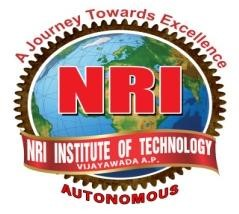 A Journey Towards Excellence
NRI
NRI INSTITUTE OF TECHNOLOGY
VIJAYAWADA A.P.
AUTONOMOUS